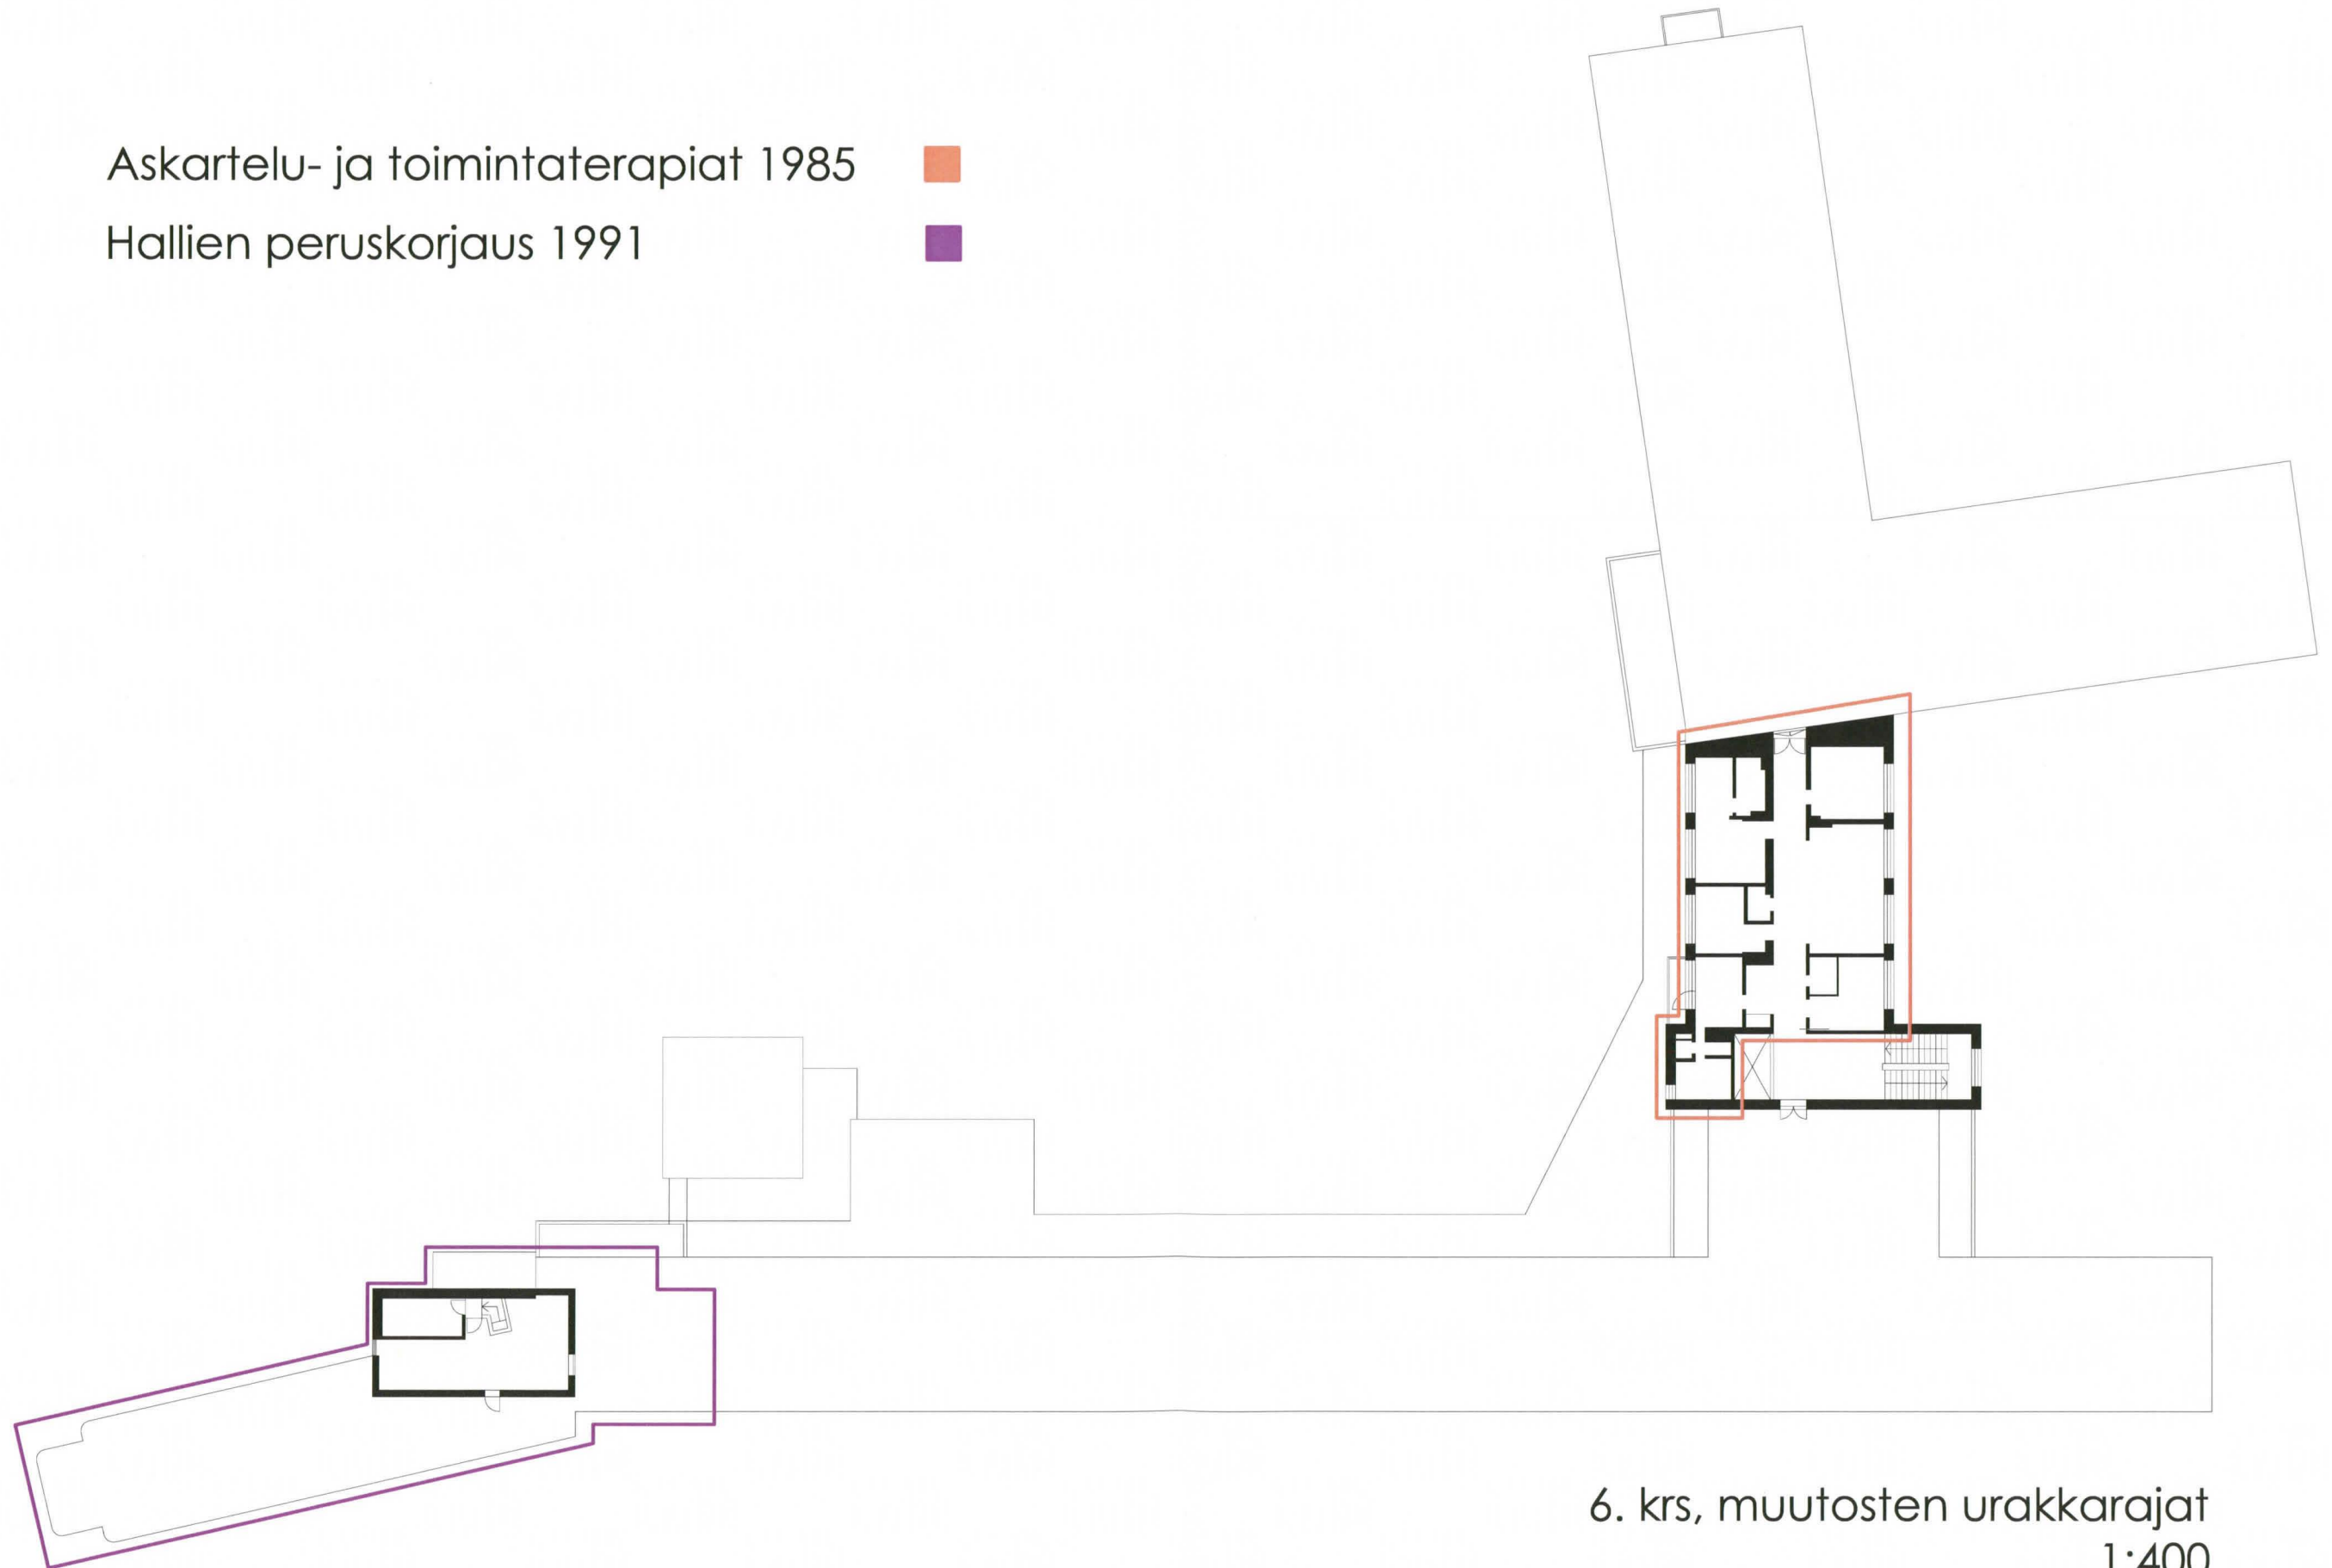 Askartelu- ja toimintaterapiat 1985
Hallien peruskorjaus 1991
6. krs, muutosten urakkarajat
1:400